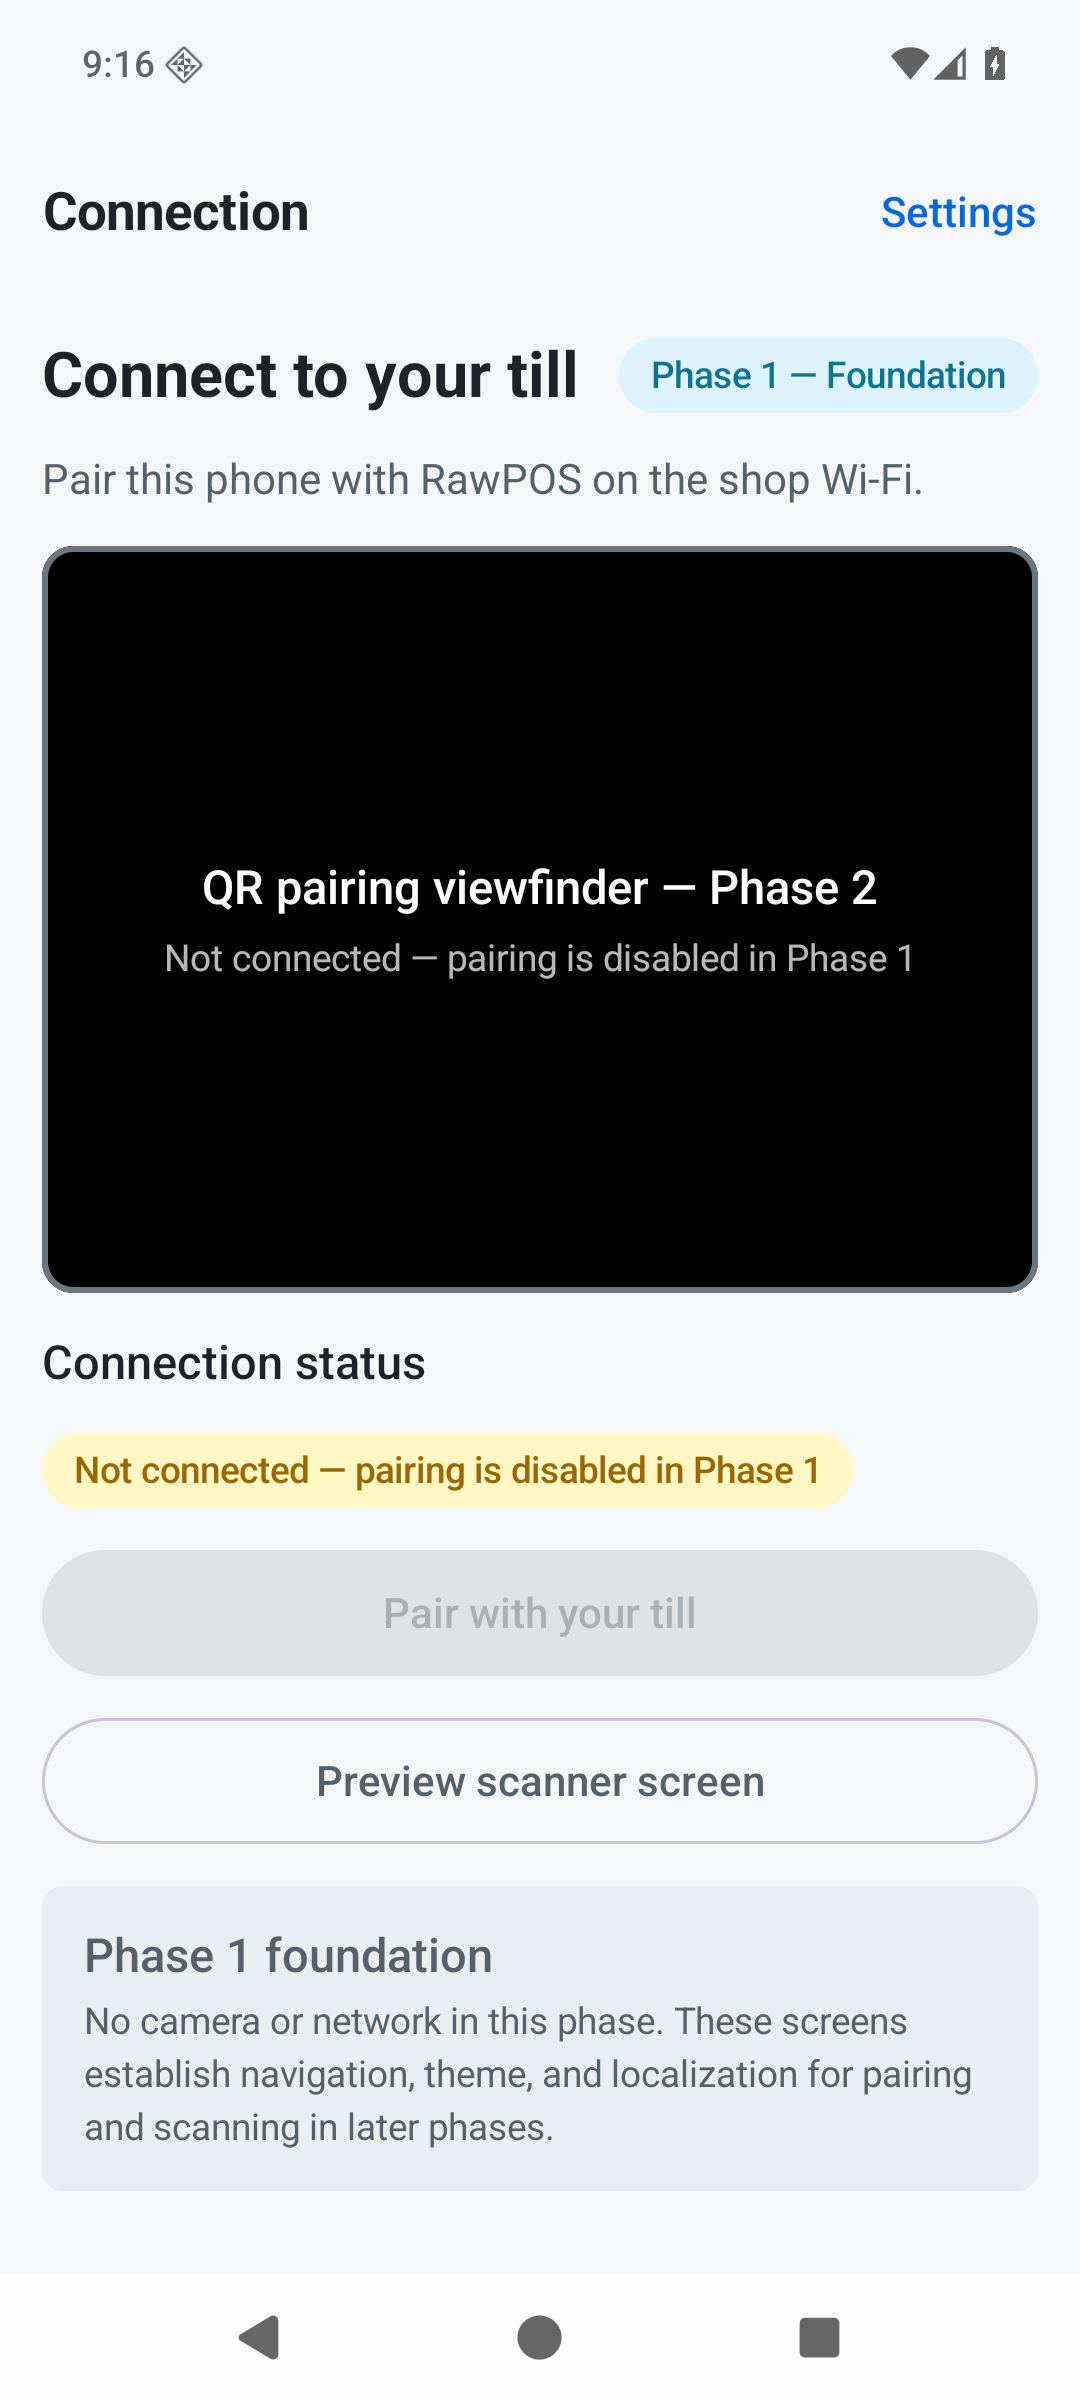 9:16
Connection
Settings
Connect to your till
Phase 1 — Foundation
Pair this phone with RawPOS on the shop Wi-Fi.
QR pairing viewfinder — Phase 2
Not connected — pairing is disabled in Phase 1
Connection status
Not connected — pairing is disabled in Phase 1
Pair with your till
Preview scanner screen
Phase 1 foundation
No camera or network in this phase. These screens
establish navigation, theme, and localization for pairing
and scanning in later phases.